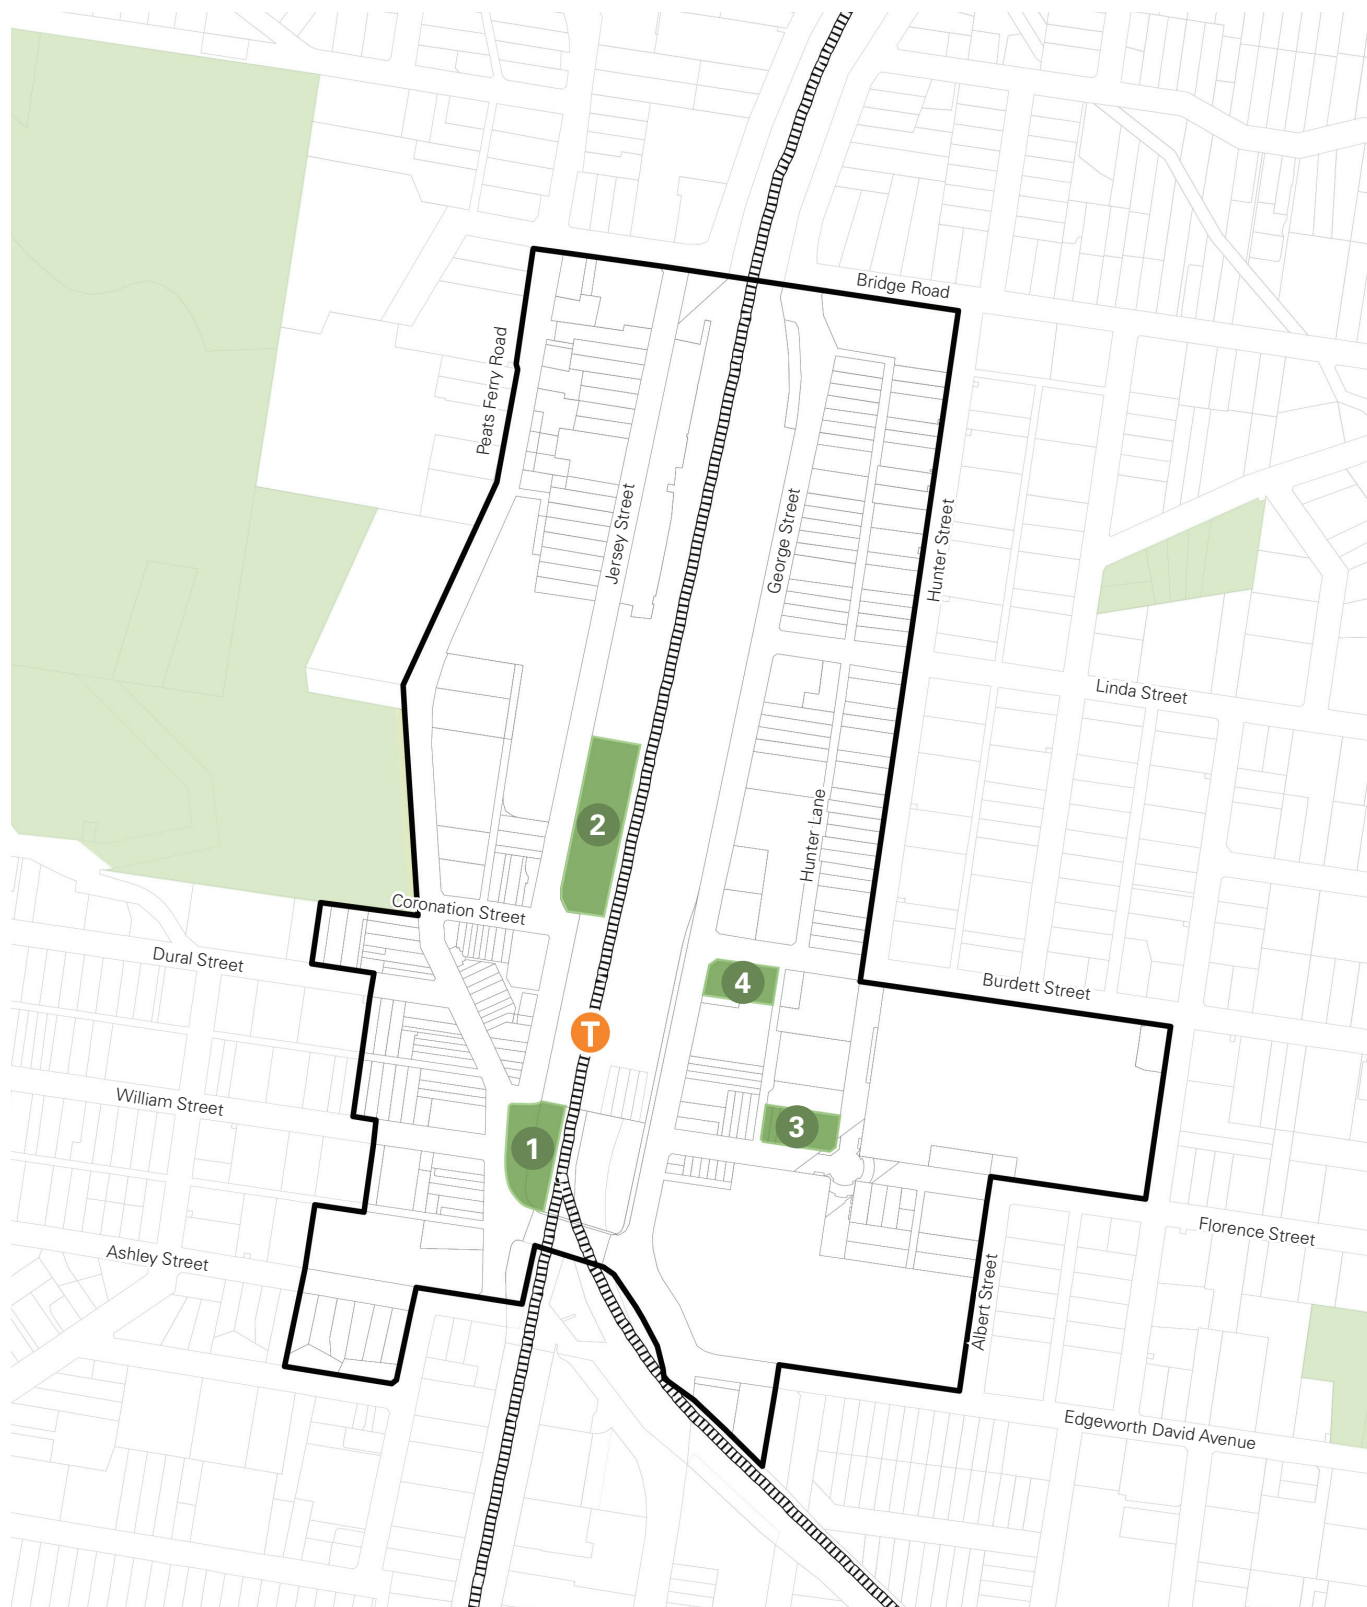 Bridge Road
Peats Ferry Road
Jersey Street
George Street
Hunter Street
Linda Street
2
Hunter Lane
Coronation Street
Dural Street
4
Burdett Street
T
William Street
1
3
Florence Street
Ashley Street
Albert Street
Edgeworth David Avenue